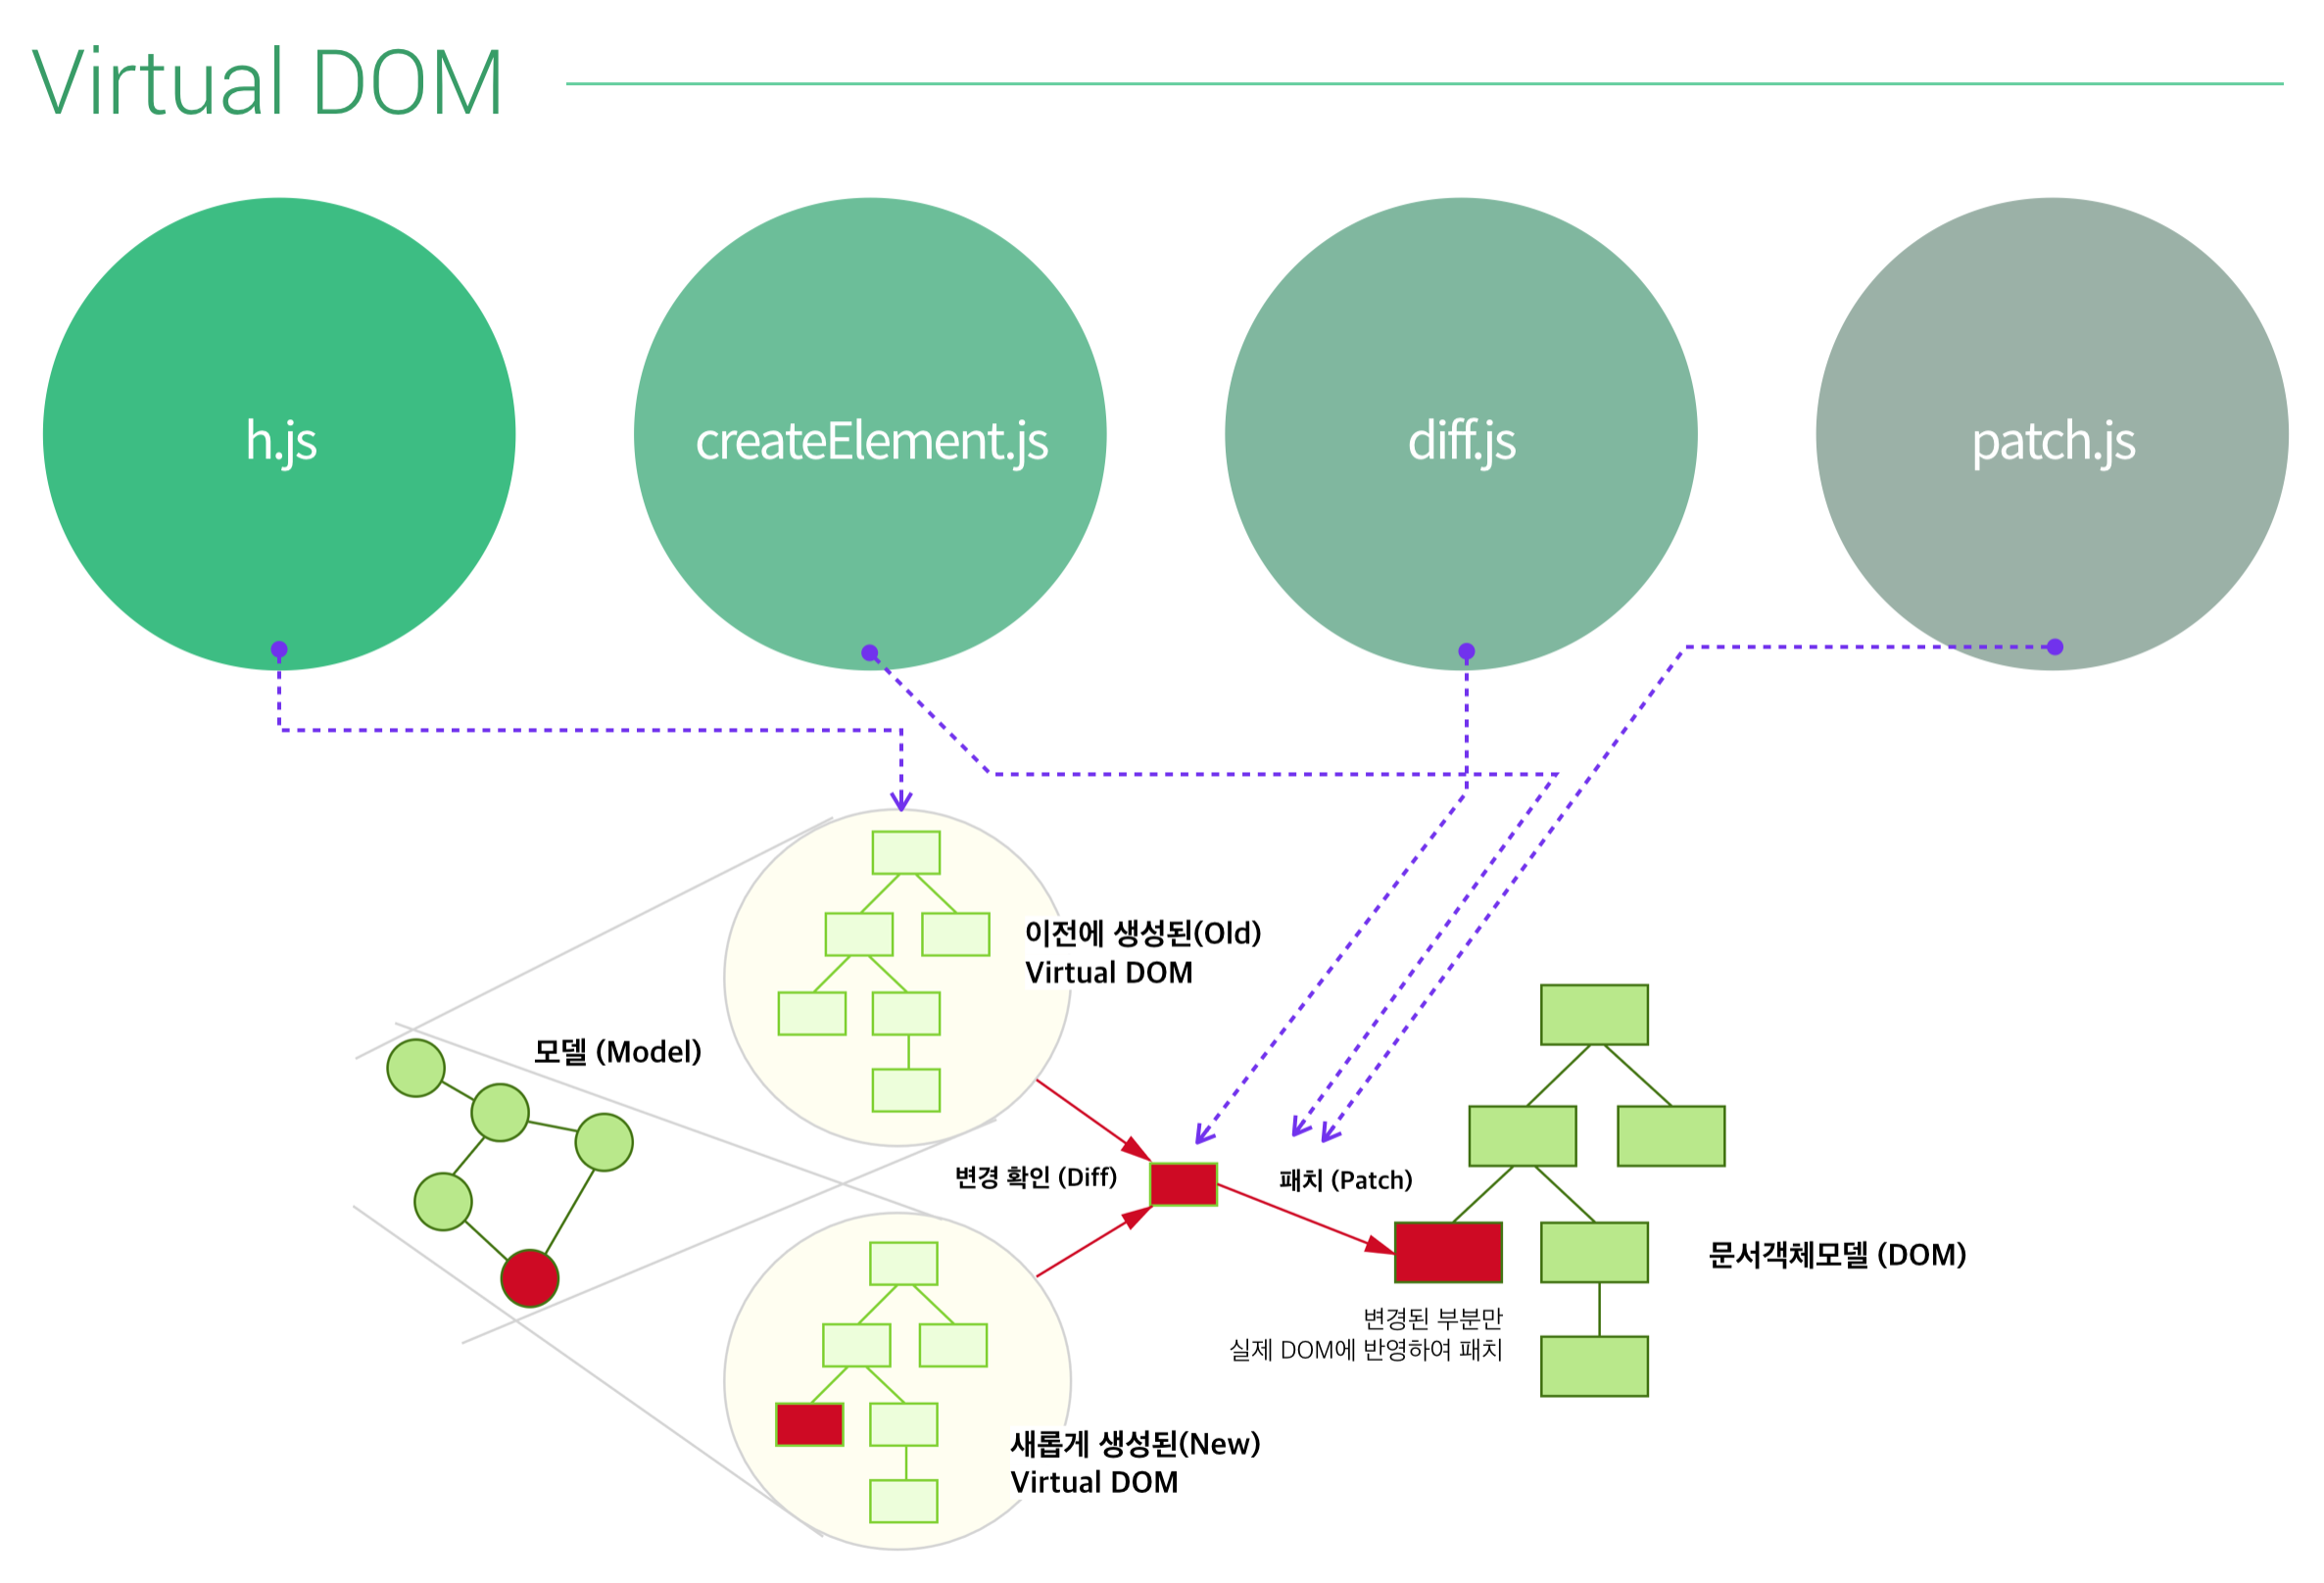 Virtual DOM
h.js
createElement.js
diff.js
patch.js
이전에 생성된(Old)
Virtual DOM
모델 (Model)
변경 확인 (Diff)
패치 (Patch)
문서객체모델 (DOM)
변경된 부분만
실제 DOM에 반영하여 패치
새롭게 생성된(New)
Virtual DOM